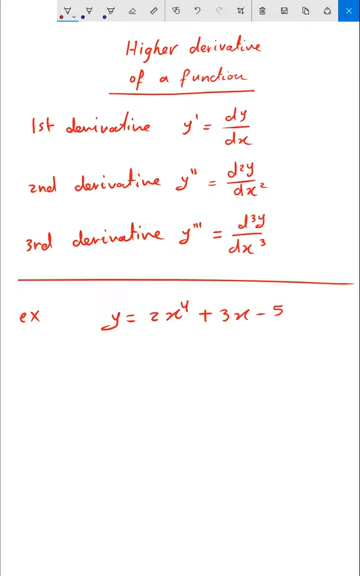 Higher derivative
of a function
1st derivative y' = dy/dx
2nd derivative y'' = d²y/dx²
3rd derivative y''' = d³y/dx³
ex y = 2x⁴ + 3x - 5